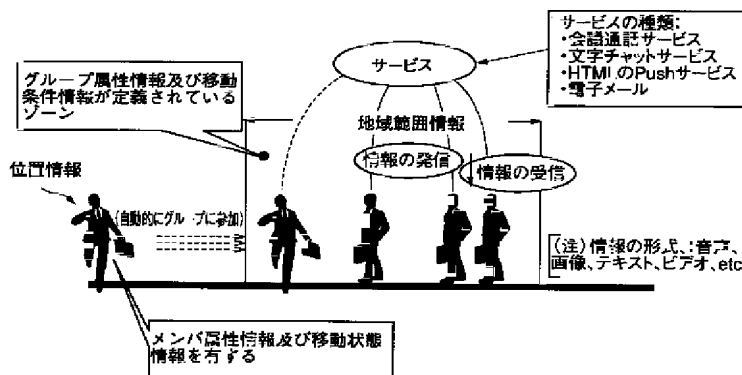 サービスの種類:
・会議通話サービス
・文字チャットサービス
・HTMLのPushサービス
・電子メール
サービス
グループ属性情報及び移動
条件情報が定義されている
ゾーン
地域範囲情報
情報の発信
情報の受信
位置情報
(自動的にグループに参加)
(注)情報の形式:音声、
画像、テキスト、ビデオ、etc
メンバ属性情報及び移動状態
情報を有する